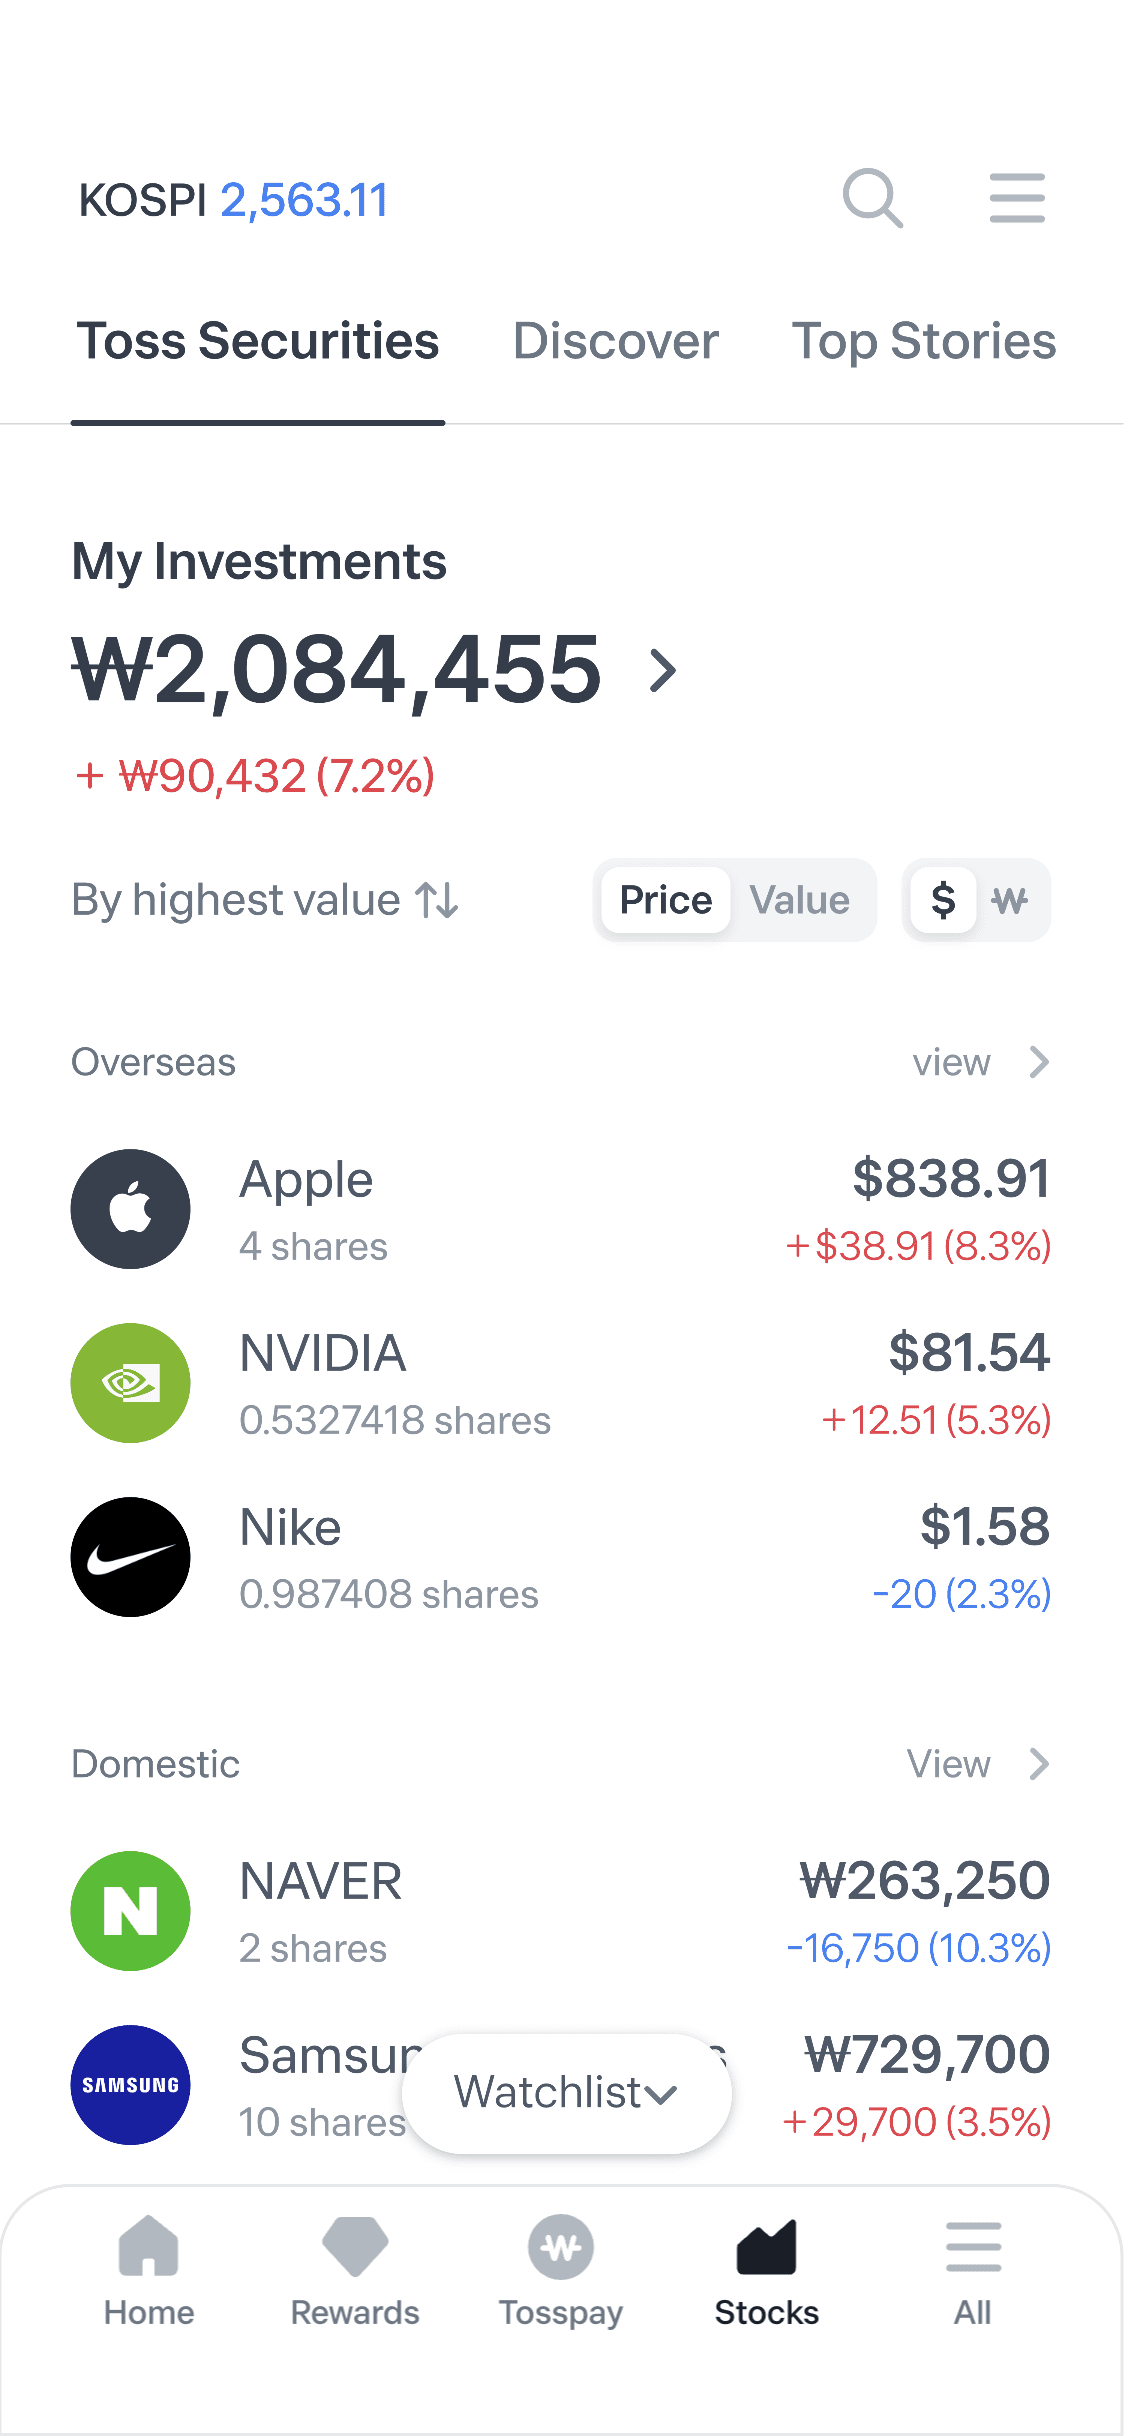 KOSPI 2,563.11
Toss Securities Discover Top Stories
My Investments
₩2,084,455
+ ₩90,432 (7.2%)
By highest value Price Value $ ₩
Overseas view
Apple $838.91
4 shares +$38.91 (8.3%)
NVIDIA $81.54
0.5327418 shares +12.51 (5.3%)
Nike $1.58
0.987408 shares -20 (2.3%)
Domestic View
N NAVER ₩263,250
2 shares -16,750 (10.3%)
SAMSUNG ₩729,700
10 shares +29,700 (3.5%)
Watchlist
₩
Home Rewards Tosspay Stocks All